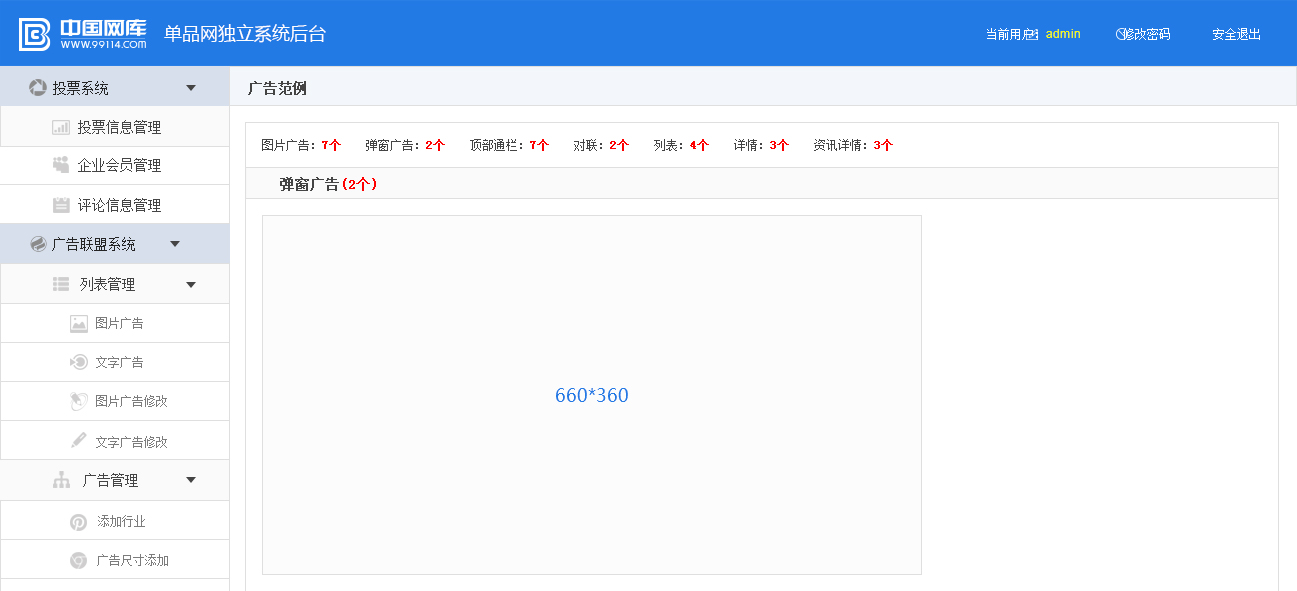 中国网库
WWW.99114.COM
单品网独立系统后台
当前用户
admin
修改密码
安全退出
投票系统
投票信息管理
企业会员管理
评论信息管理
广告联盟系统
列表管理
图片广告
文字广告
图片广告修改
文字广告修改
广告管理
添加行业
广告尺寸添加
广告范例
图片广告：7个 弹窗广告：2个 顶部通栏：7个 对联：2个 列表：4个 详情：3个 资讯详情：3个
弹窗广告(2个)
660*360